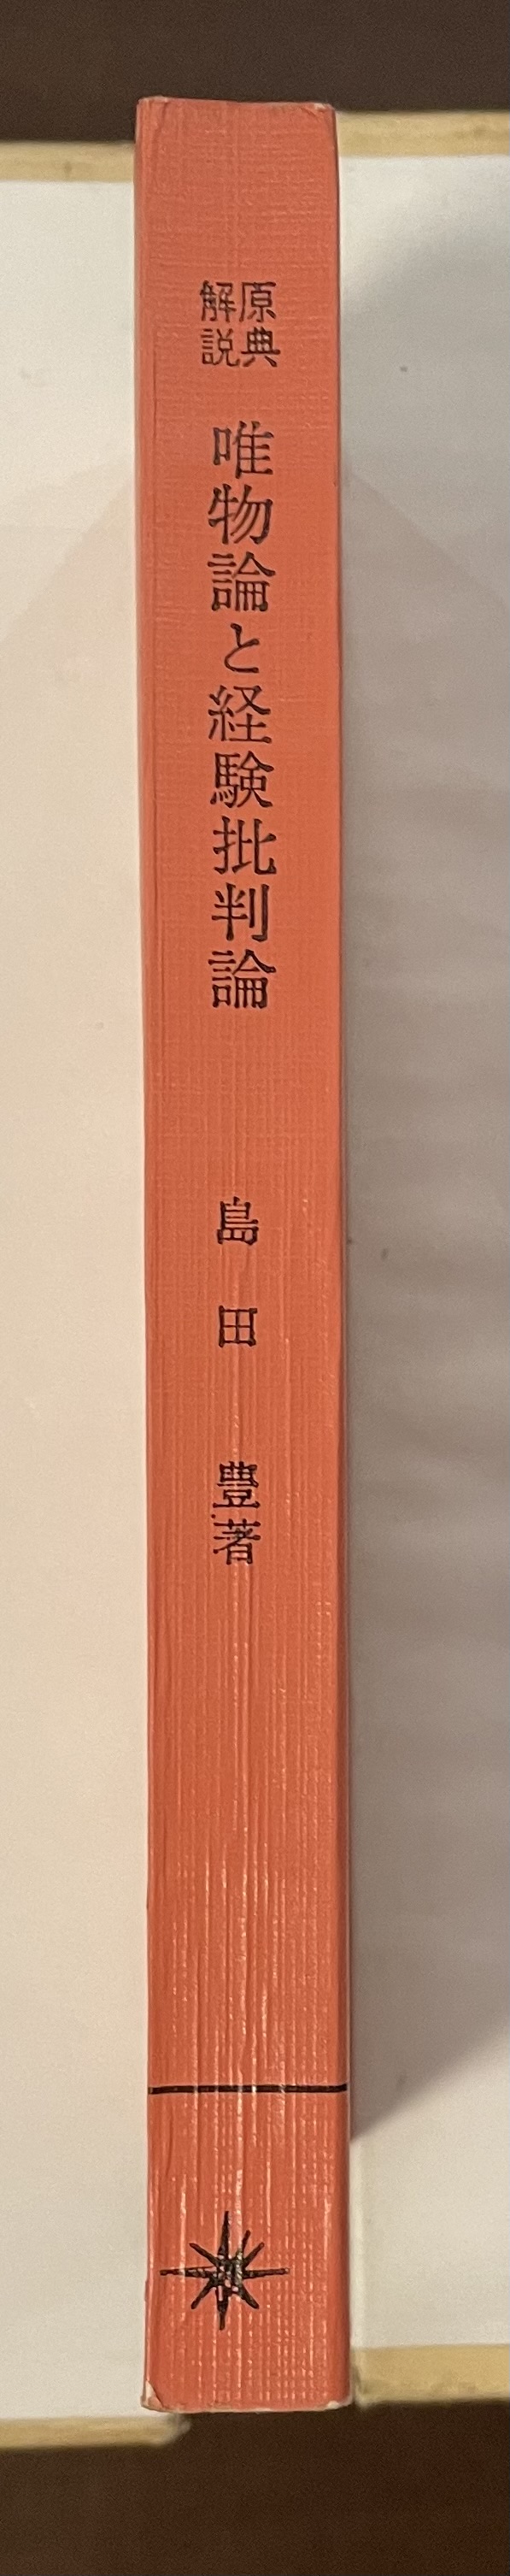 原典
解説
唯物論と経験批判論
島田 豊著